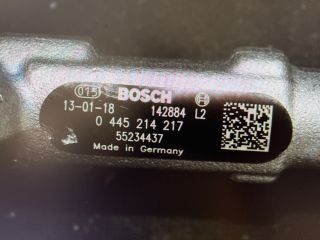 015 BOSCH
13-01-18 142884 L2
0 445 214 217
55234437
Made in Germany